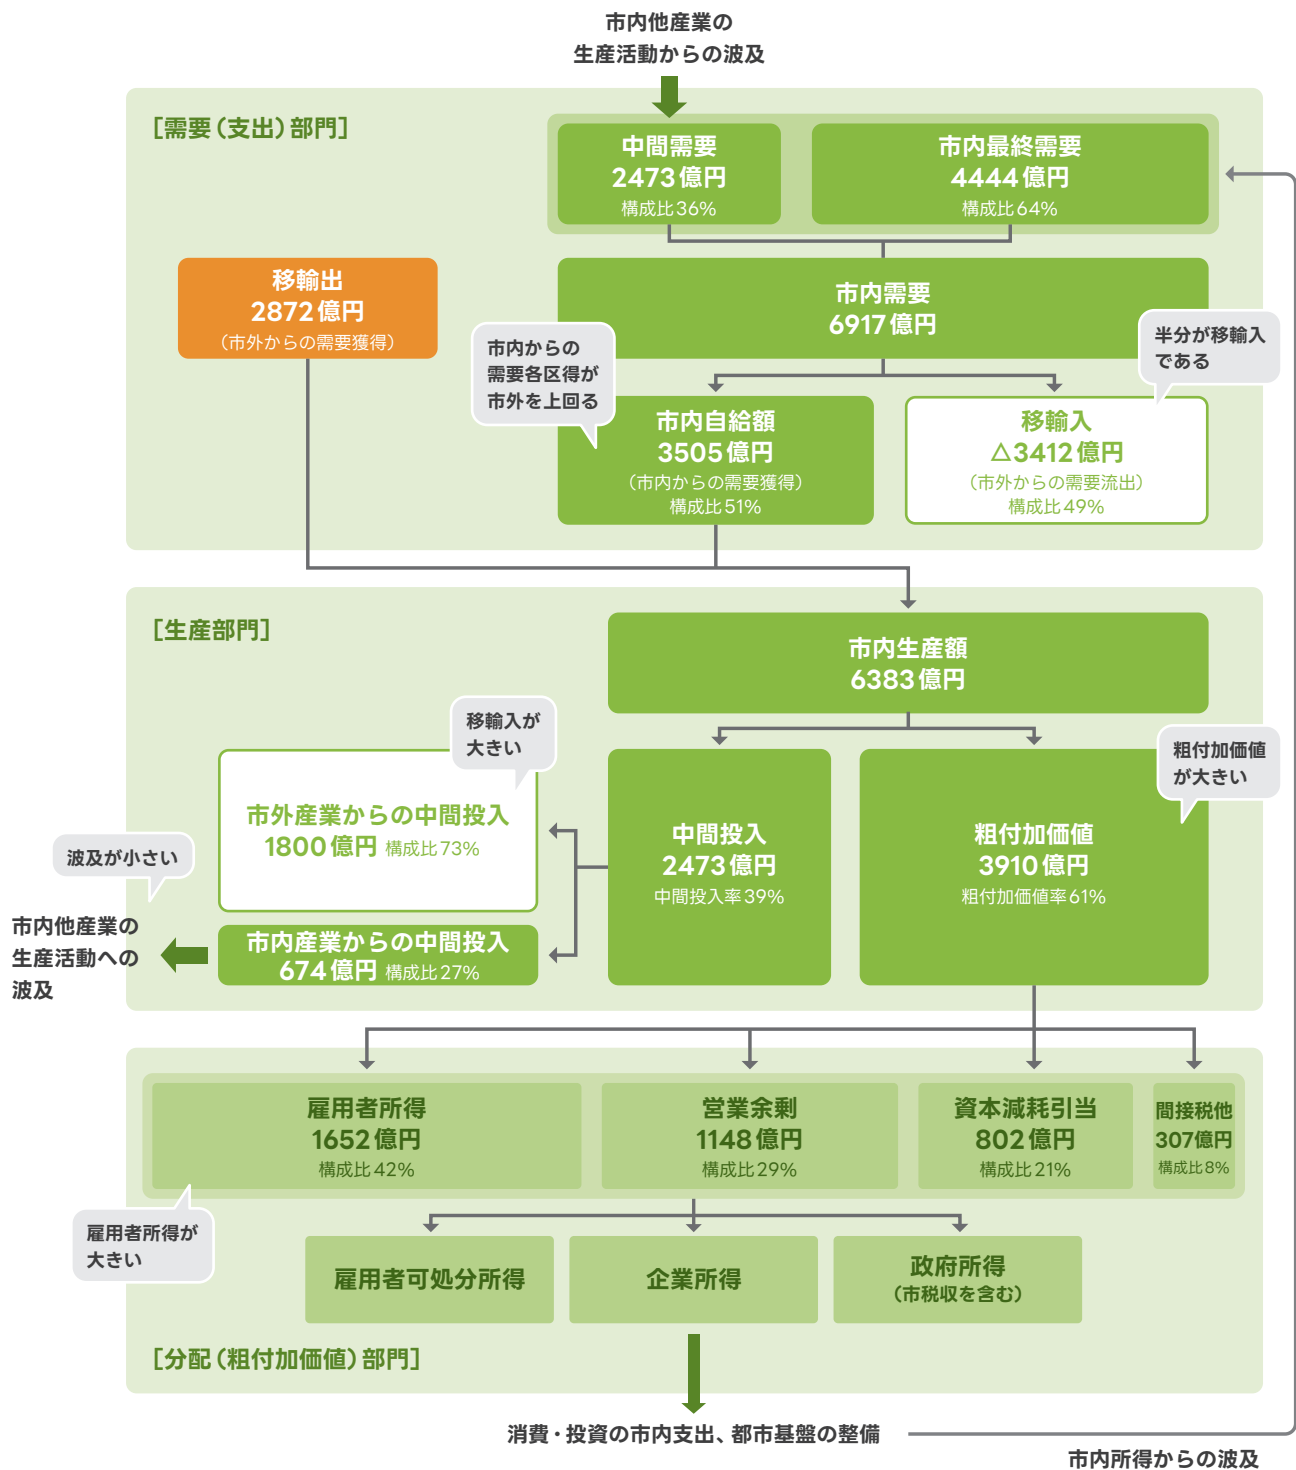 市内他産業の
生産活動からの波及
［需要（支出）部門］
中間需要
2473億円
構成比36%
市内最終需要
4444億円
構成比64%
移輸出
2872億円
（市外からの需要獲得）
市内需要
6917億円
市内からの
需要各区得が
市外を上回る
半分が移輸入
である
市内自給額
3505億円
（市内からの需要獲得）
構成比51%
移輸入
△3412億円
（市外からの需要流出）
構成比49%
［生産部門］
市内生産額
6383億円
移輸入が
大きい
粗付加価値
が大きい
市外産業からの中間投入
1800億円 構成比73%
中間投入
2473億円
中間投入率39%
粗付加価値
3910億円
粗付加価値率61%
波及が小さい
市内他産業の
生産活動への
波及
市内産業からの中間投入
674億円 構成比27%
雇用者所得
1652億円
構成比42%
営業余剰
1148億円
構成比29%
資本減耗引当
802億円
構成比21%
間接税他
307億円
構成比8%
雇用者所得が
大きい
雇用者可処分所得
企業所得
政府所得
（市税収を含む）
［分配（粗付加価値）部門］
消費・投資の市内支出、都市基盤の整備
市内所得からの波及